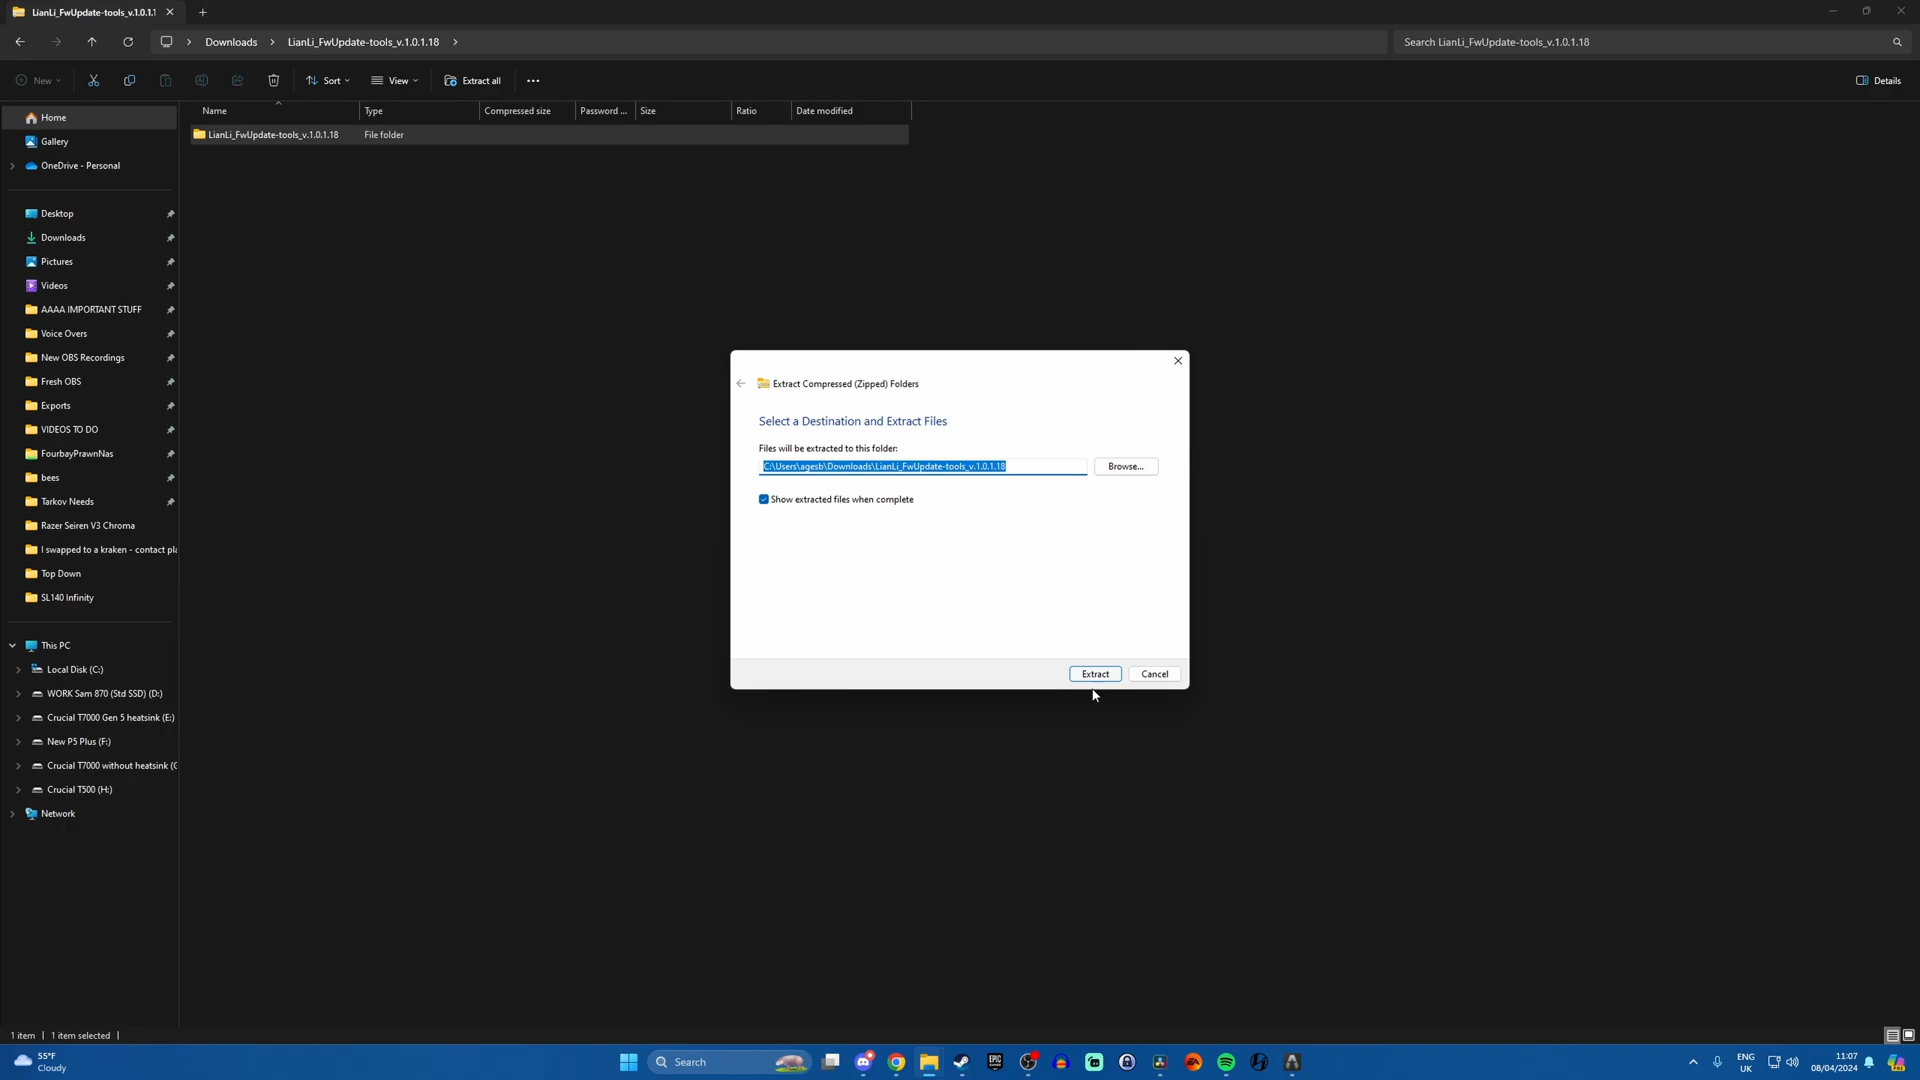 LianLi_FwUpdate-tools_v.1.0.1.1
Downloads
LianLi_FwUpdate-tools_v.1.0.1.18
Search LianLi_FwUpdate-tools_v.1.0.1.18
New
Sort
View
Extract all
Details
Name
Type
Compressed size
Password ...
Size
Ratio
Date modified
LianLi_FwUpdate-tools_v.1.0.1.18
File folder
Home
Gallery
OneDrive - Personal
Desktop
Downloads
Pictures
Videos
AAAA IMPORTANT STUFF
Voice Overs
New OBS Recordings
Fresh OBS
Exports
VIDEOS TO DO
FourbayPrawnNas
bees
Tarkov Needs
Razer Seiren V3 Chroma
I swapped to a kraken - contact pla
Top Down
SL140 Infinity
This PC
Local Disk (C:)
WORK Sam 870 (Std SSD) (D:)
Crucial T7000 Gen 5 heatsink (E:)
New P5 Plus (F:)
Crucial T7000 without heatsink (G
Crucial T500 (H:)
Network
Extract Compressed (Zipped) Folders
Select a Destination and Extract Files
Files will be extracted to this folder:
C:\Users\agesb\Downloads\LianLi_FwUpdate-tools_v.1.0.1.18
Browse...
Show extracted files when complete
Extract
Cancel
1 item
1 item selected
55°F
Cloudy
Search
EPIC
GAMES
EA
ENG
UK
11:07
08/04/2024
PRE